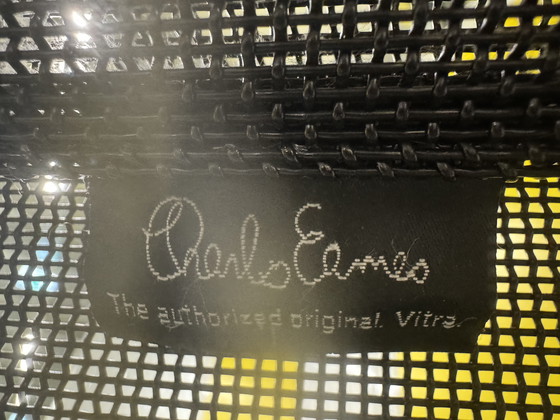 Charles Eames
The authorized original. Vitra.